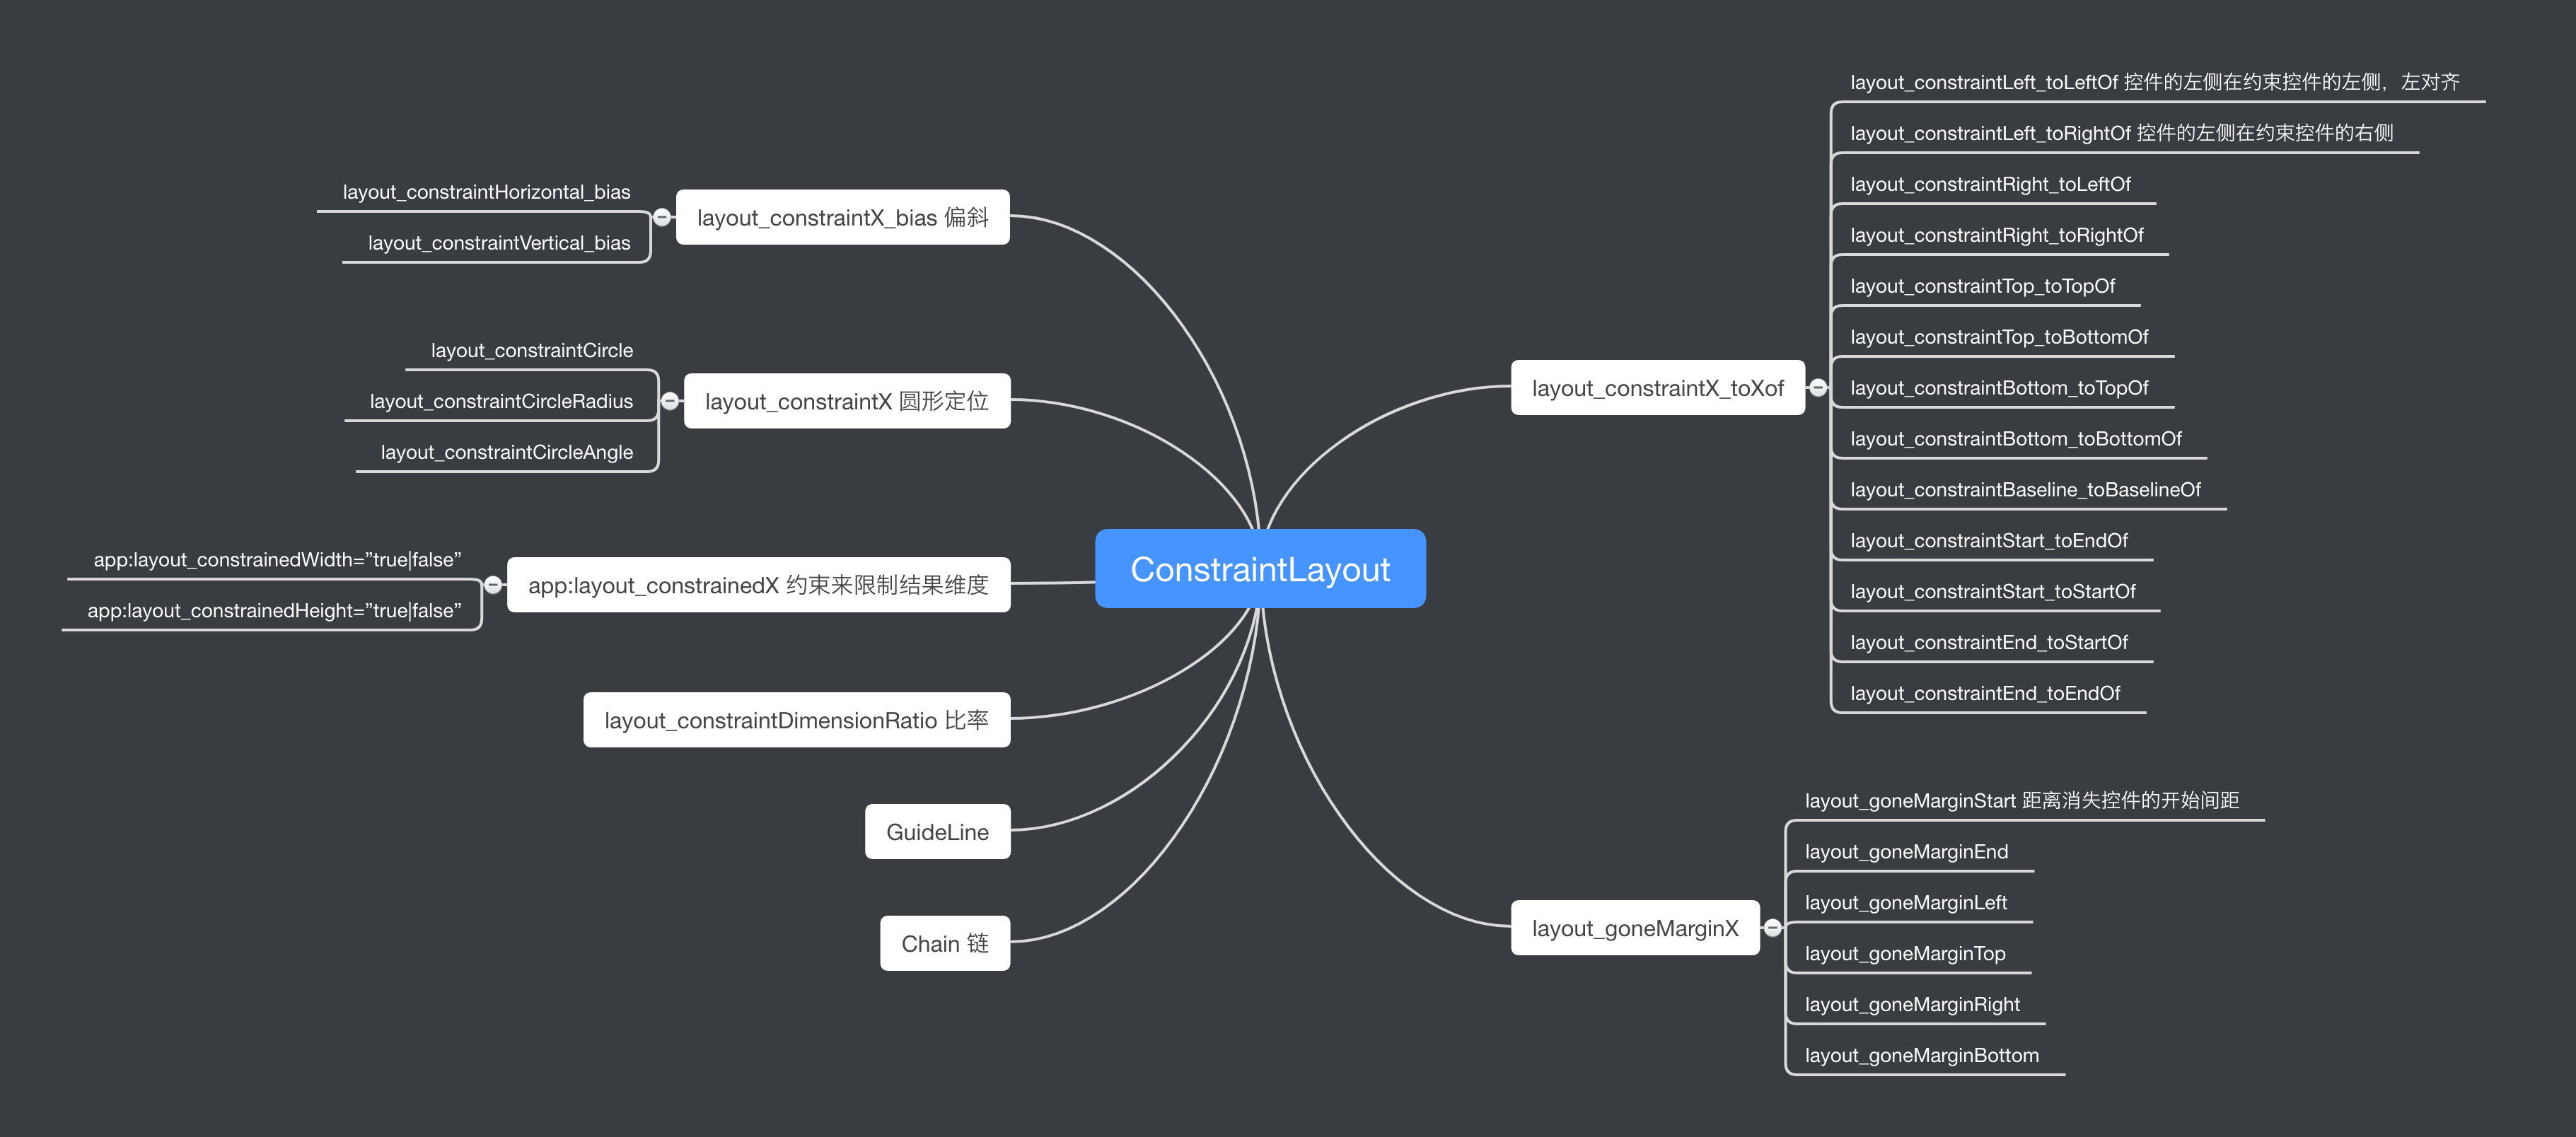 ConstraintLayout
layout_constraintX_toXof
layout_constraintLeft_toLeftOf 控件的左侧在约束控件的左侧，左对齐
layout_constraintLeft_toRightOf 控件的左侧在约束控件的右侧
layout_constraintRight_toLeftOf
layout_constraintRight_toRightOf
layout_constraintTop_toTopOf
layout_constraintTop_toBottomOf
layout_constraintBottom_toTopOf
layout_constraintBottom_toBottomOf
layout_constraintBaseline_toBaselineOf
layout_constraintStart_toEndOf
layout_constraintStart_toStartOf
layout_constraintEnd_toStartOf
layout_constraintEnd_toEndOf
layout_goneMarginX
layout_goneMarginStart 距离消失控件的开始间距
layout_goneMarginEnd
layout_goneMarginLeft
layout_goneMarginTop
layout_goneMarginRight
layout_goneMarginBottom
layout_constraintX_bias 偏斜
layout_constraintHorizontal_bias
layout_constraintVertical_bias
layout_constraintX 圆形定位
layout_constraintCircle
layout_constraintCircleRadius
layout_constraintCircleAngle
app:layout_constrainedX 约束来限制结果维度
app:layout_constrainedWidth=”true|false”
app:layout_constrainedHeight=”true|false”
layout_constraintDimensionRatio 比率
GuideLine
Chain 链